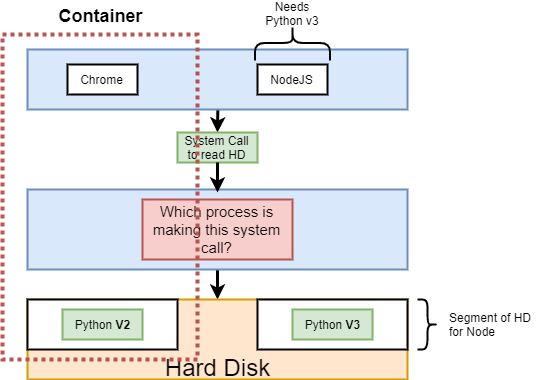 Needs
Python v3
Container
Chrome
NodeJS
System Call
to read HD
Which process is
making this system
call?
Python V2
Python V3
Segment of HD
for Node
Hard Disk